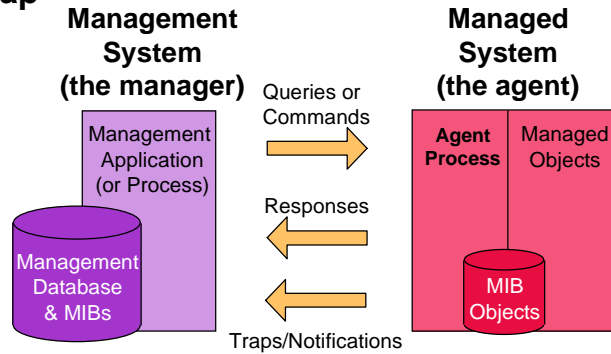 ap
Management
System
(the manager)
Managed
System
(the agent)
Queries or
Commands
Management
Application
(or Process)
Agent
Process
Managed
Objects
Responses
Management
Database
& MIBs
MIB
Objects
Traps/Notifications